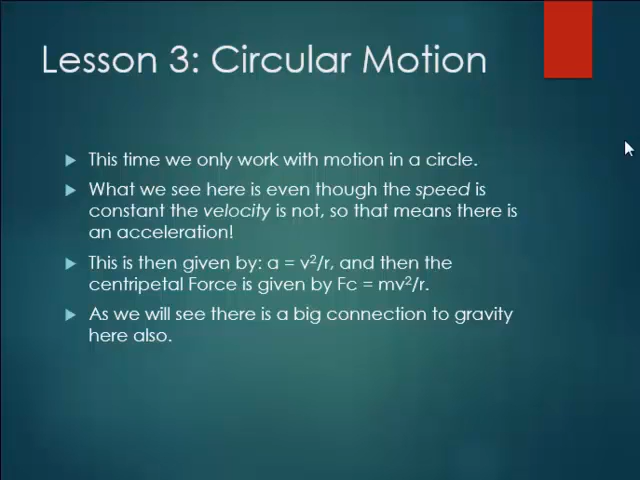 Lesson 3: Circular Motion
This time we only work with motion in a circle.
What we see here is even though the speed is
constant the velocity is not, so that means there is
an acceleration!
This is then given by: a = v²/r, and then the
centripetal Force is given by Fc = mv²/r.
As we will see there is a big connection to gravity
here also.